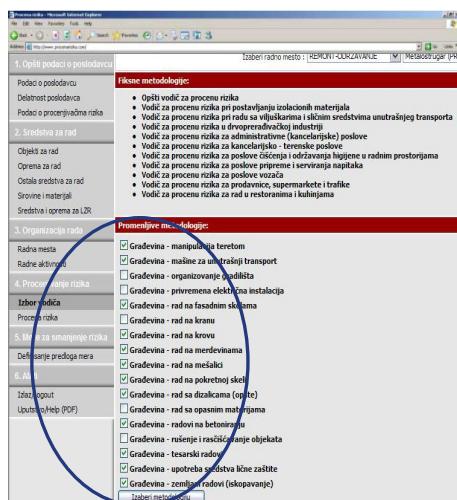 Procena rizika - Microsoft Internet Explorer
File Edit View Favorites Tools Help
Back Search Favorites
Address http://www.procenarizika.com/ Go Links
Izaberi radno mesto : REMONT-ODRZAVANJE Metalostrugar (PR
1. Opšti podaci o poslodavcu
Podaci o poslodavcu
Delatnost poslodavca
Podaci o procenjivačima rizika
2. Sredstva za rad
Objekti za rad
Oprema za rad
Ostala sredstva za rad
Sirovine i materijali
Sredstva i oprema za LZR
3. Organizacija rada
Radna mesta
Radne aktivnosti
4. Procenjivanje rizika
Izbor vodiča
Procena rizika
5. Mere za smanjenje rizika
Definisanje predloga mera
6. Alati
Izlaz/Logout
Uputstvo/Help (PDF)
Fiksne metodologije:
Opšti vodič za procenu rizika
Vodič za procenu rizika pri postavljanju izolacionih materijala
Vodič za procenu rizika pri radu sa viljuškarima i sličnim sredstvima unutrašnjeg transporta
Vodič za procenu rizika u drvoprerađivačkoj industriji
Vodič za procenu rizika za administrativne (kancelarijske) poslove
Vodič za procenu rizika za kancelarijsko - terenske poslove
Vodič za procenu rizika za poslove čišćenja i održavanja higijene u radnim prostorijama
Vodič za procenu rizika za poslove pripreme i serviranja napitaka
Vodič za procenu rizika za poslove vozača
Vodič za procenu rizika za prodavnice, supermarkete i trafike
Vodič za procenu rizika za rad u restoranima i kuhinjama
Promenljive metodologije:
Građevina - manipulacija teretom
Građevina - mašine za unutrašnji transport
Građevina - organizovanje gradilišta
Građevina - privremena električna instalacija
Građevina - rad na fasadnim skelama
Građevina - rad na kranu
Građevina - rad na krovu
Građevina - rad na merdevinama
Građevina - rad na mešalici
Građevina - rad na pokretnoj skeli
Građevina - rad sa dizalicama (opšte)
Građevina - rad sa opasnim materijama
Građevina - radovi na betoniranju
Građevina - rušenje i rasčišćavanje objekata
Građevina - tesarski radovi
Građevina - upotreba sredstva lične zaštite
Građevina - zemljani radovi (iskopavanje)
Izaberi metodologiju